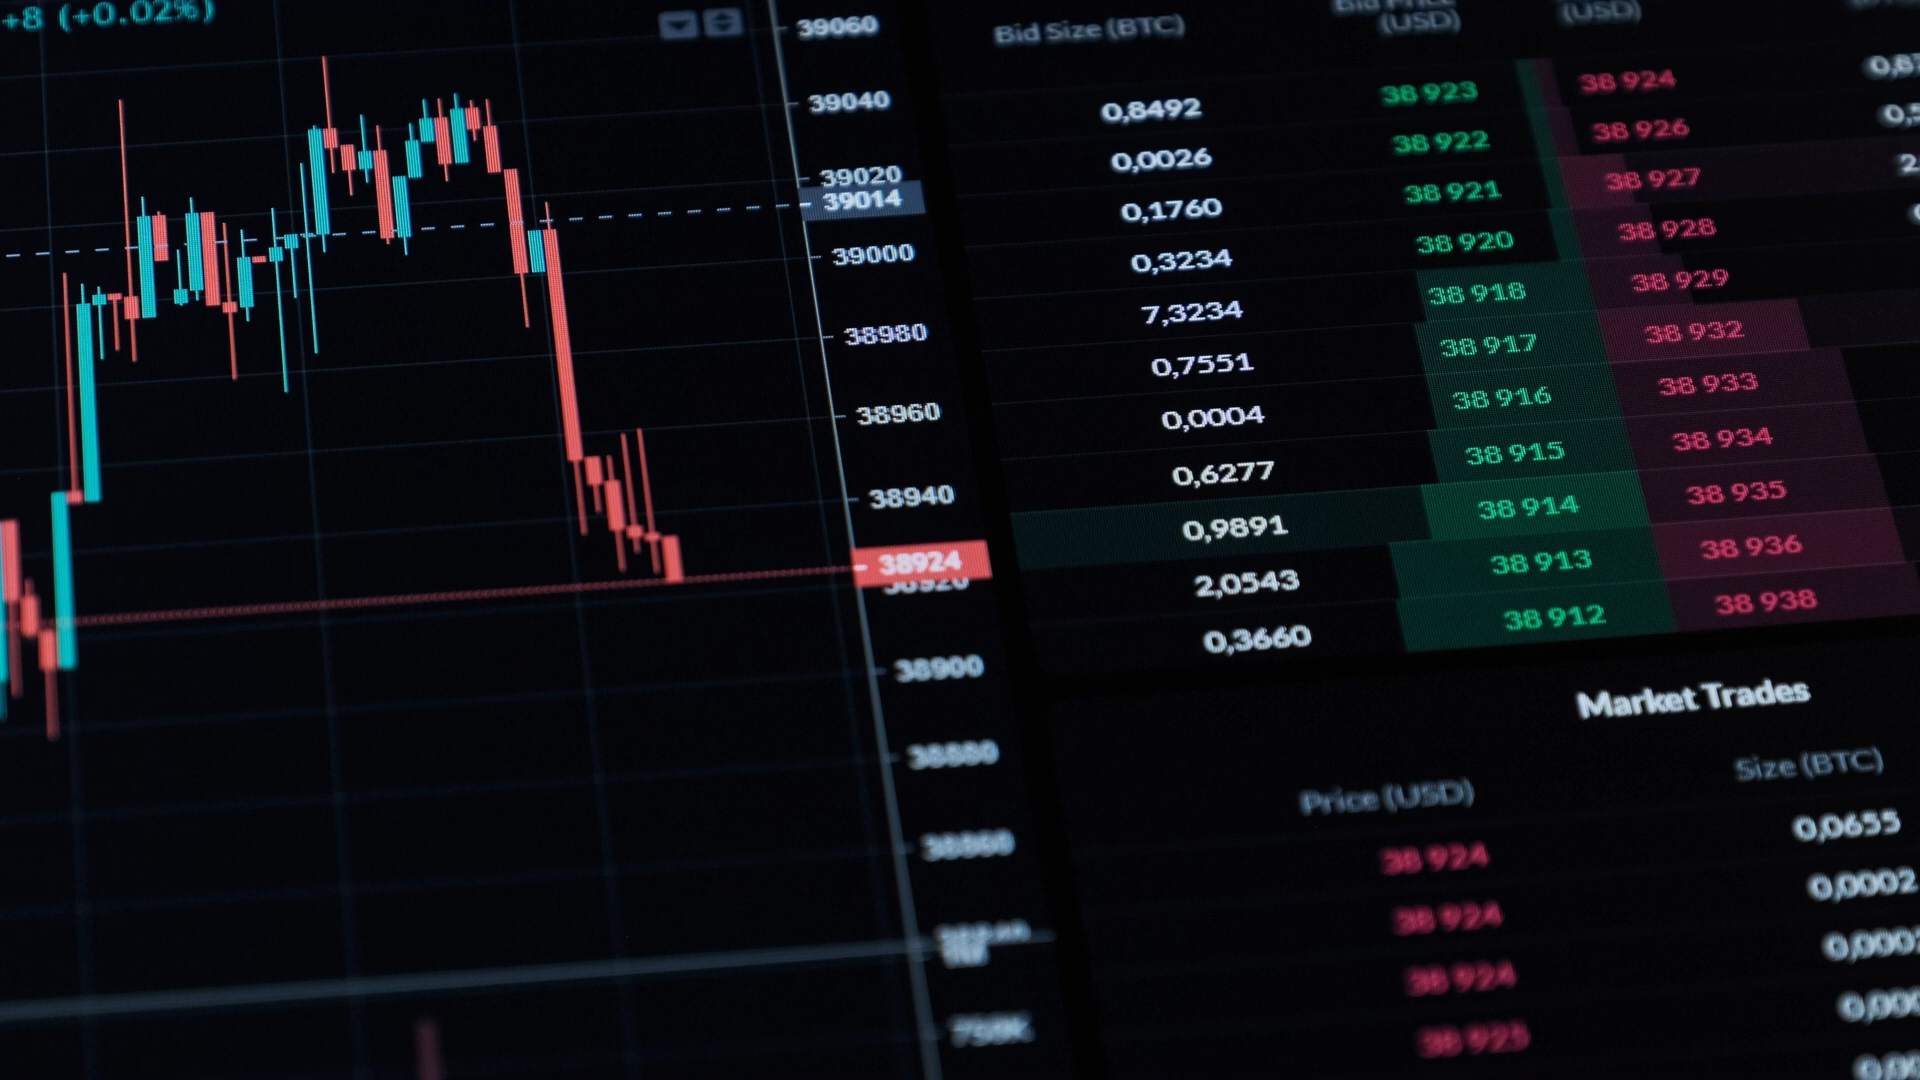 +8 (+0.02%)
39060
39040
39020
39014
39000
38980
38960
38940
38924
38920
38900
38880
38860
750K
Bid Size (BTC)
Bid Price
(USD)
(USD)
0,8492 38 923 38 924
0,0026 38 922 38 926
0,1760 38 921 38 927
0,3234 38 920 38 928
7,3234 38 918 38 929
0,7551 38 917 38 932
0,0004 38 916 38 933
0,6277 38 915 38 934
0,9891 38 914 38 935
2,0543 38 913 38 936
0,3660 38 912 38 938
Market Trades
Price (USD) Size (BTC)
38 924 0,0655
38 924 0,0002
38 924
38 923